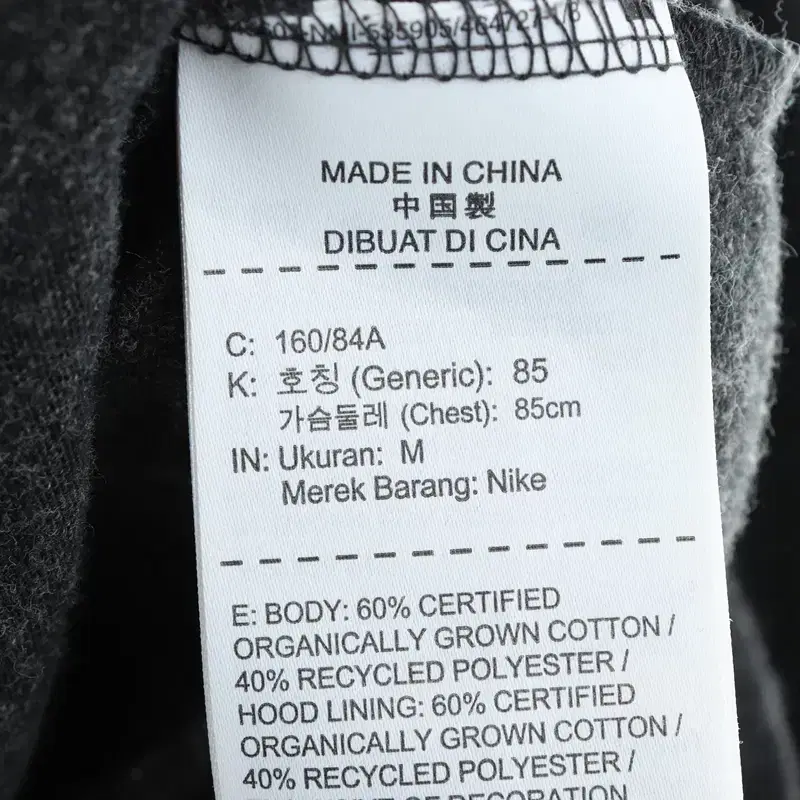 MADE IN CHINA
中国製
DIBUAT DI CINA
C: 160/84A
K: 호칭 (Generic): 85
가슴둘레 (Chest): 85cm
IN: Ukuran: M
Merek Barang: Nike
E: BODY: 60% CERTIFIED
ORGANICALLY GROWN COTTON /
40% RECYCLED POLYESTER /
HOOD LINING: 60% CERTIFIED
ORGANICALLY GROWN COTTON /
40% RECYCLED POLYESTER /
OF DECORATION